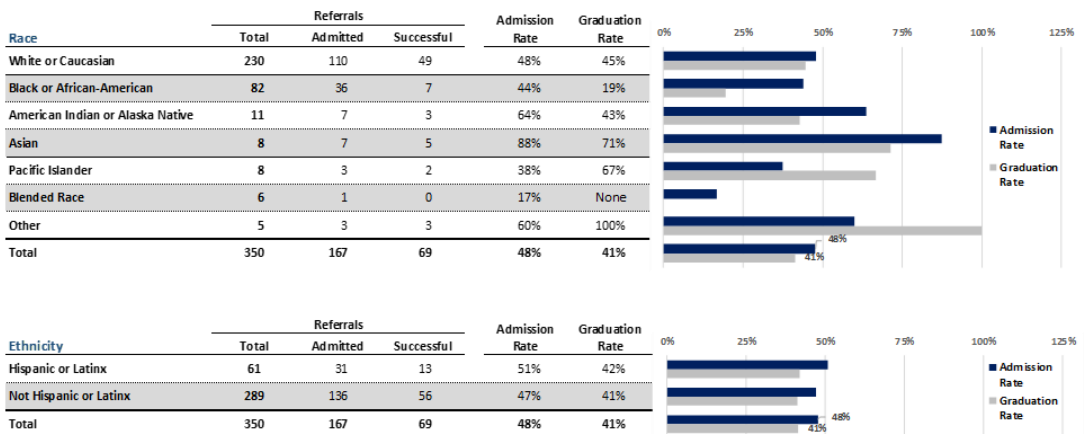 Referrals Admission Graduation
Race Total Admitted Successful Rate Rate 0% 25% 50% 75% 100% 125%
White or Caucasian 230 110 49 48% 45%
Black or African-American 82 36 7 44% 19%
American Indian or Alaska Native 11 7 3 64% 43%
Asian 8 7 5 88% 71%
Pacific Islander 8 3 2 38% 67%
Blended Race 6 1 0 17% None
Other 5 3 3 60% 100%
Total 350 167 69 48% 41%
48%
41%
Admission
Rate
Graduation
Rate
Referrals Admission Graduation
Ethnicity Total Admitted Successful Rate Rate 0% 25% 50% 75% 100% 125%
Hispanic or Latinx 61 31 13 51% 42%
Not Hispanic or Latinx 289 136 56 47% 41%
Total 350 167 69 48% 41%
48%
41%
Admission
Rate
Graduation
Rate